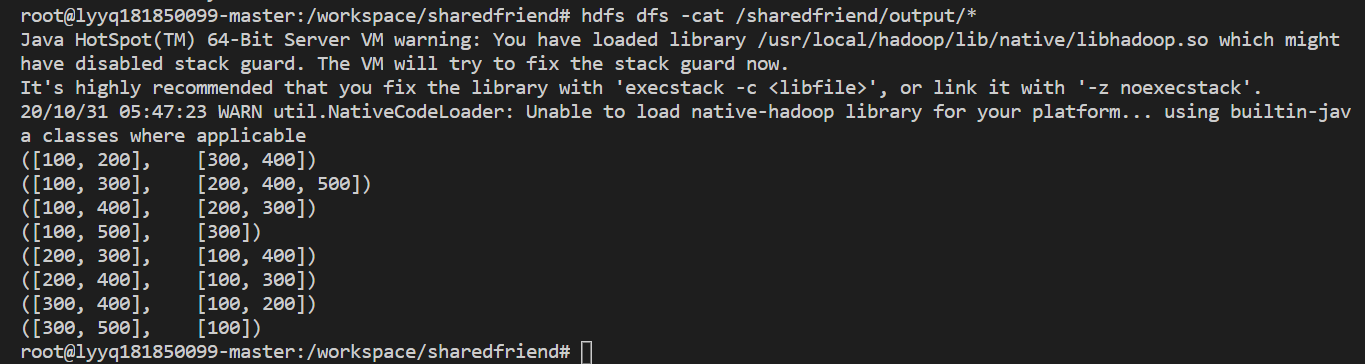 root@lyyq181850099-master:/workspace/sharedfriend# hdfs dfs -cat /sharedfriend/output/*
Java HotSpot(TM) 64-Bit Server VM warning: You have loaded library /usr/local/hadoop/lib/native/libhadoop.so which might
have disabled stack guard. The VM will try to fix the stack guard now.
It's highly recommended that you fix the library with 'execstack -c <libfile>', or link it with '-z noexecstack'.
20/10/31 05:47:23 WARN util.NativeCodeLoader: Unable to load native-hadoop library for your platform... using builtin-jav
a classes where applicable
([100, 200],    [300, 400])
([100, 300],    [200, 400, 500])
([100, 400],    [200, 300])
([100, 500],    [300])
([200, 300],    [100, 400])
([200, 400],    [100, 300])
([300, 400],    [100, 200])
([300, 500],    [100])
root@lyyq181850099-master:/workspace/sharedfriend#